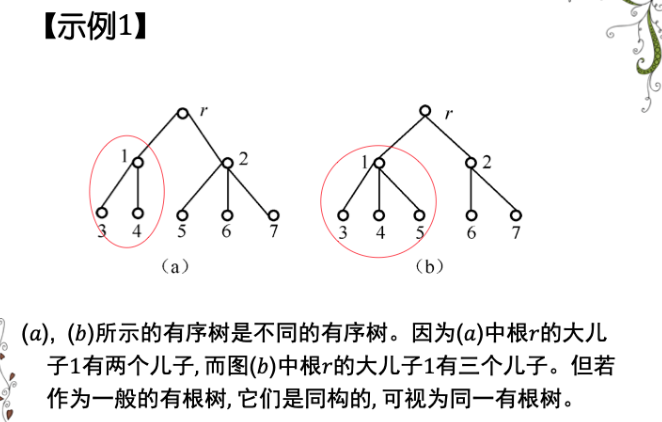 【示例1】
r
r
1
2
1
2
3 4 5 6 7
3 4 5 6 7
(a)
(b)
(a), (b)所示的有序树是不同的有序树。因为(a)中根r的大儿
子1有两个儿子, 而图(b)中根r的大儿子1有三个儿子。但若
作为一般的有根树, 它们是同构的, 可视为同一有根树。